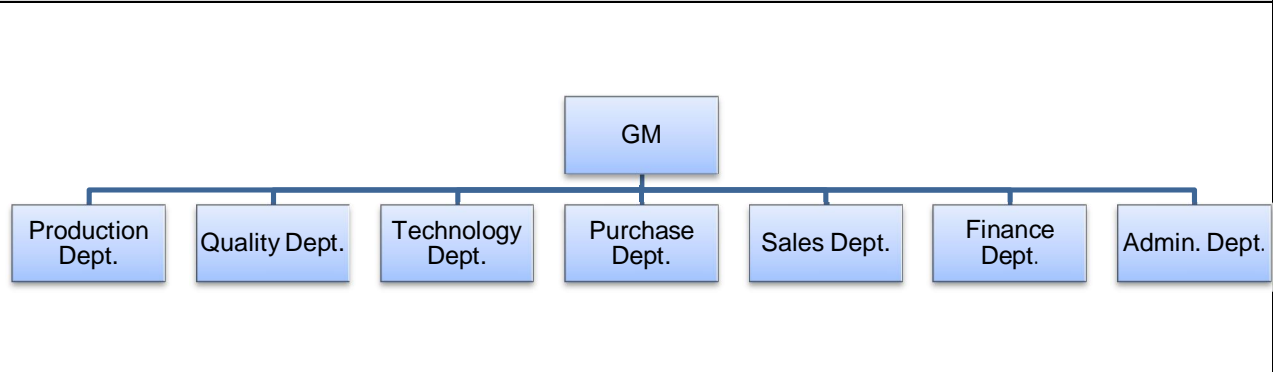 GM
Production
Dept.
Quality Dept.
Technology
Dept.
Purchase
Dept.
Sales Dept.
Finance
Dept.
Admin. Dept.